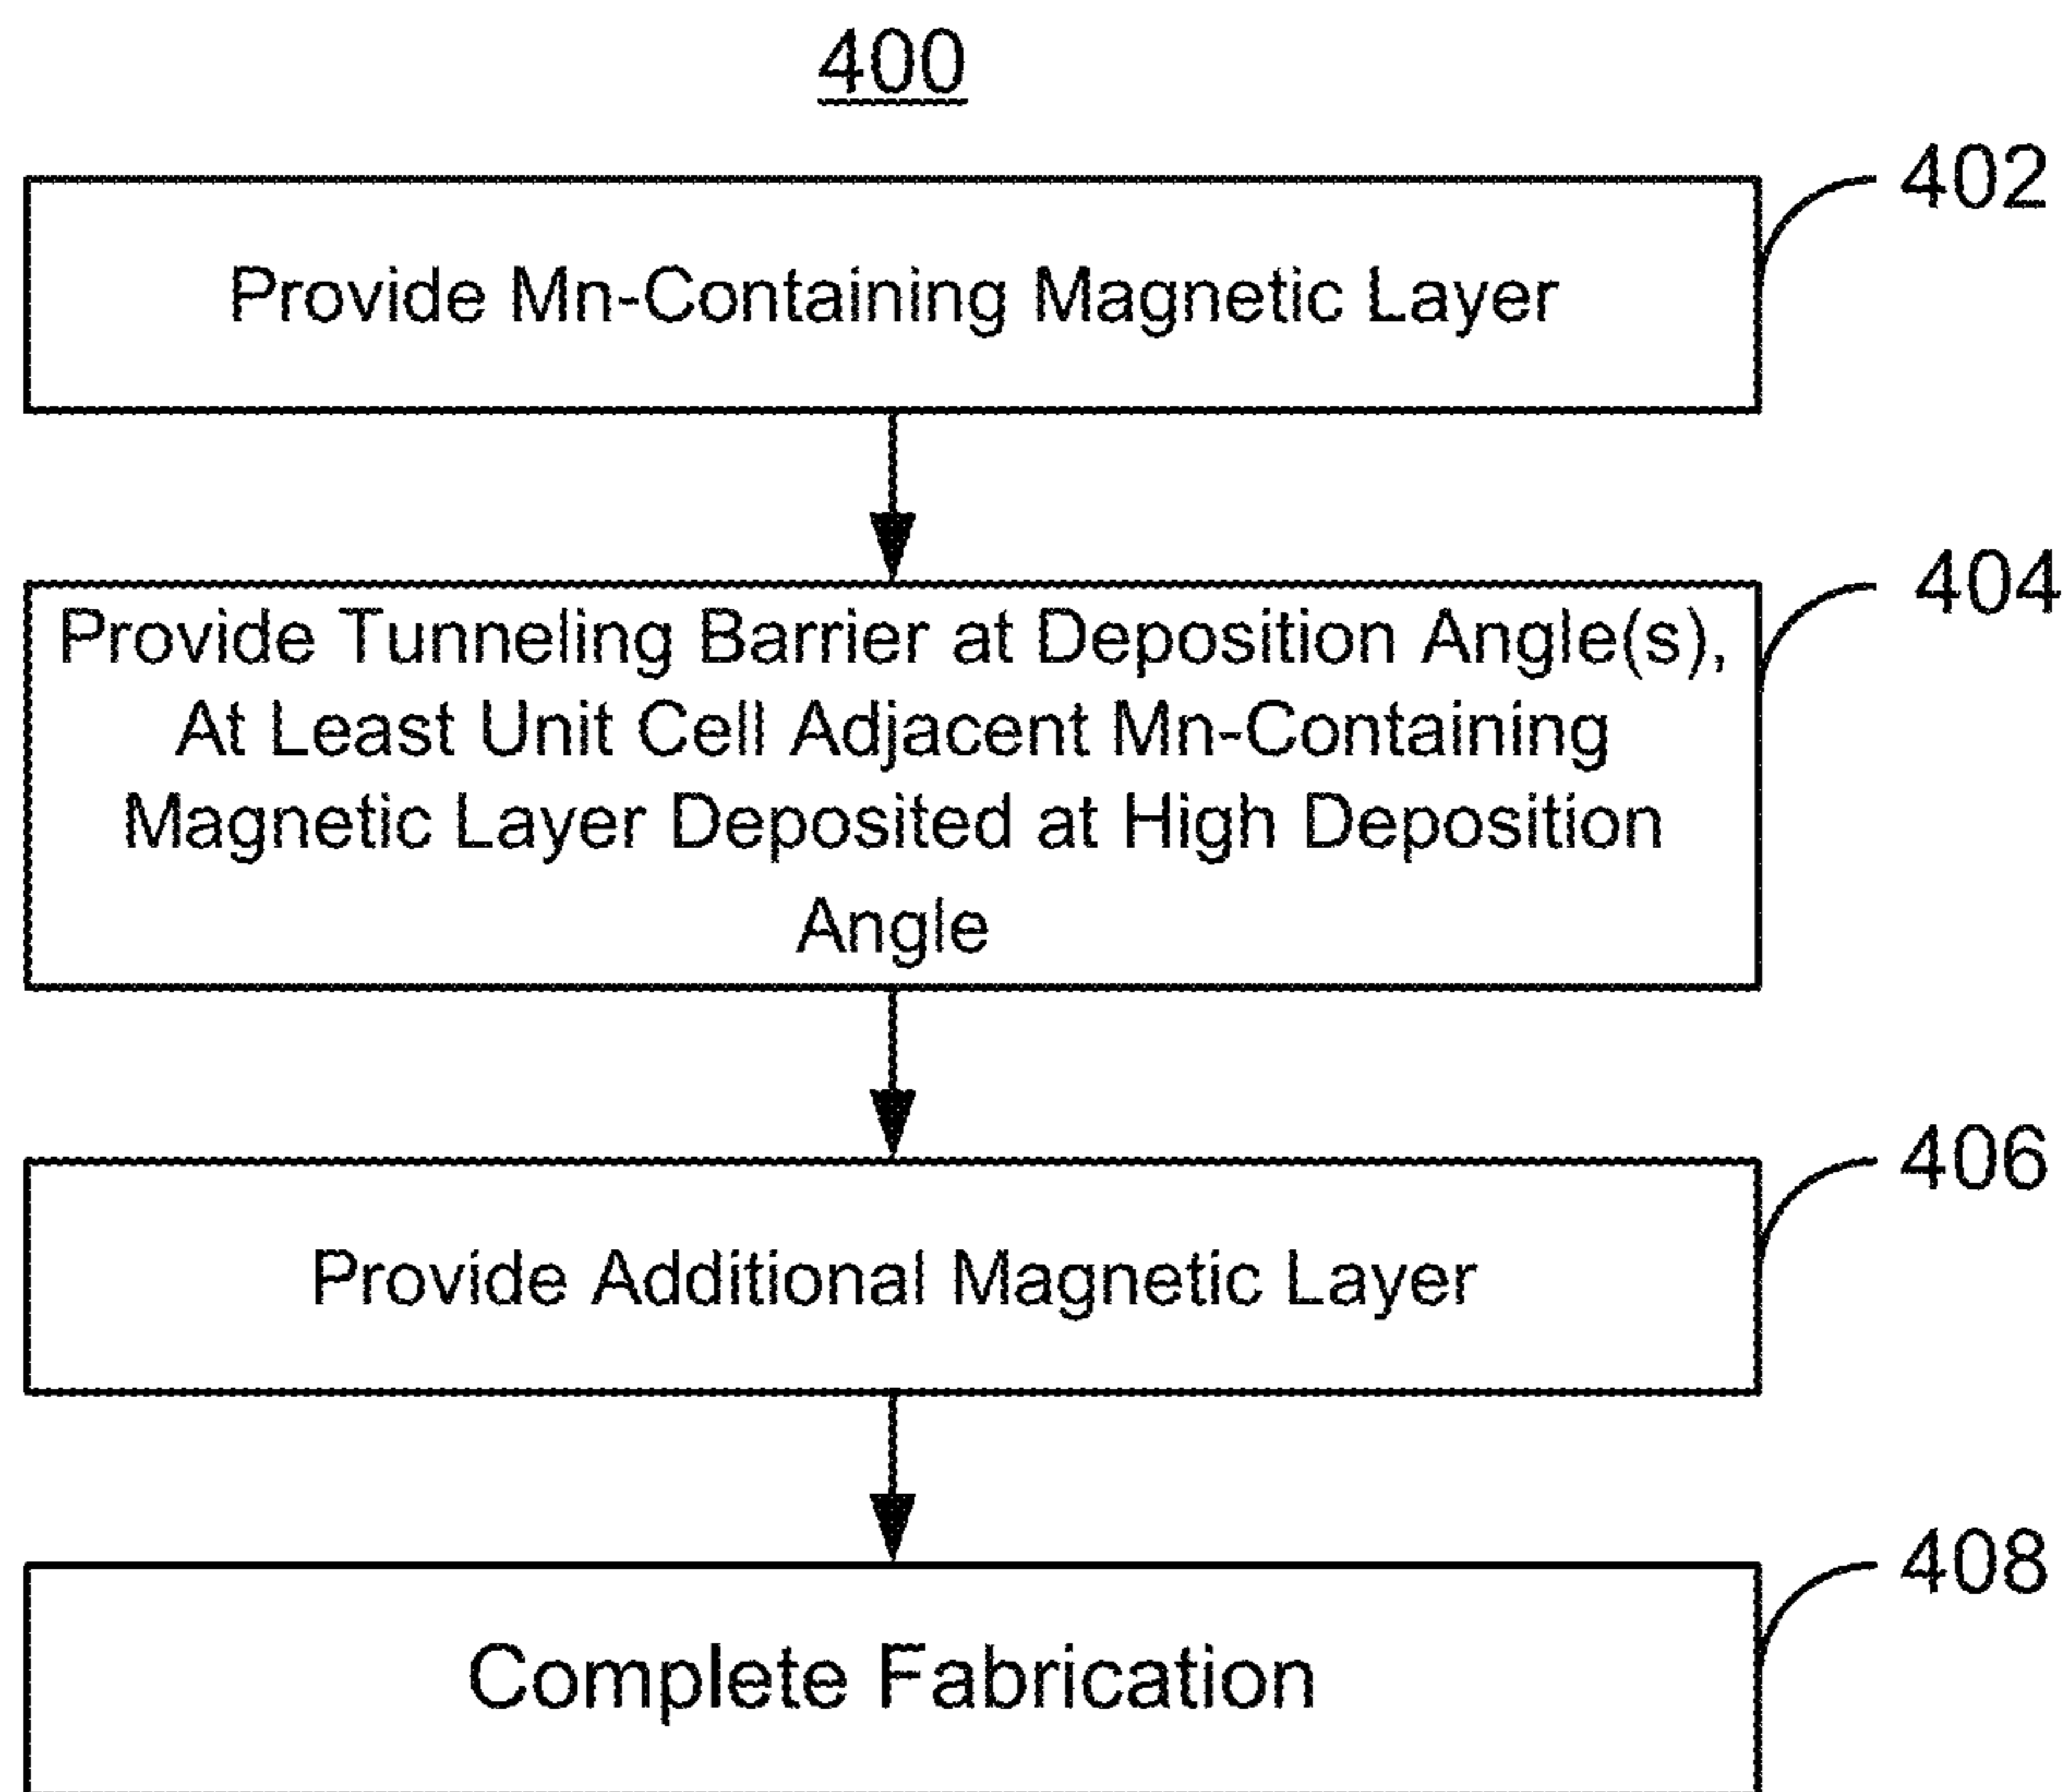 400
402
Provide Mn-Containing Magnetic Layer
404
Provide Tunneling Barrier at Deposition Angle(s),
At Least Unit Cell Adjacent Mn-Containing
Magnetic Layer Deposited at High Deposition
Angle
406
Provide Additional Magnetic Layer
408
Complete Fabrication